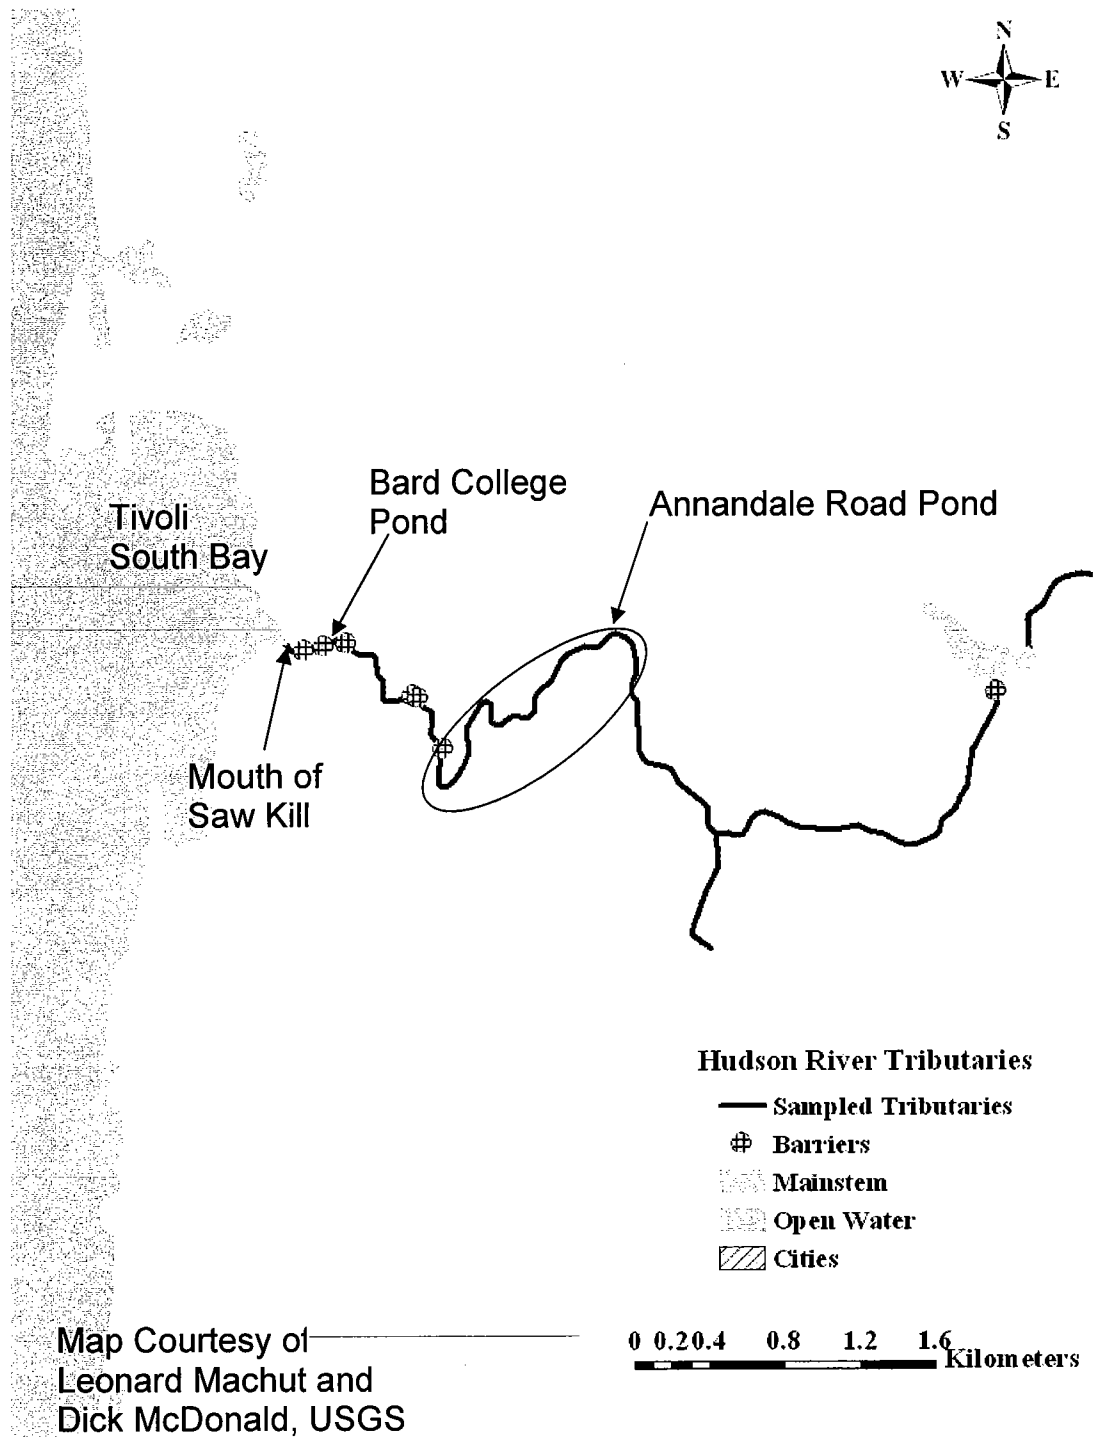 N
W E
S
Bard College
Pond
Annandale Road Pond
Tivoli
South Bay
Mouth of
Saw Kill
Hudson River Tributaries
Sampled Tributaries
Barriers
Mainstem
Open Water
Cities
Map Courtesy of
Leonard Machut and
Dick McDonald, USGS
0 0.2 0.4 0.8 1.2 1.6
Kilometers